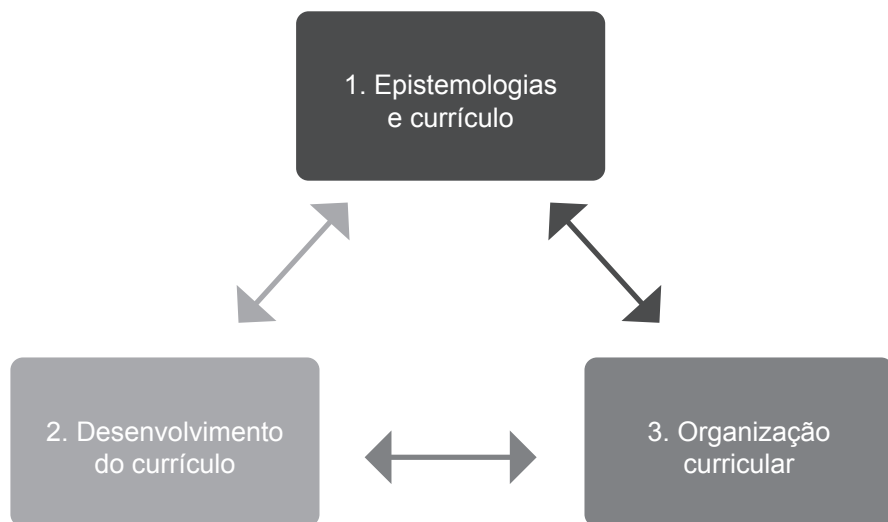 1. Epistemologias
e currículo
2. Desenvolvimento
do currículo
3. Organização
curricular